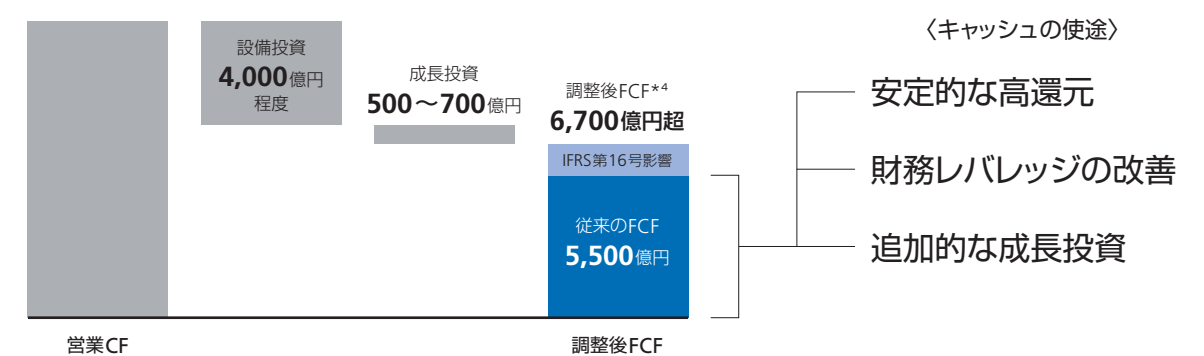 〈キャッシュの使途〉
設備投資
4,000億円
程度
成長投資
500〜700億円
調整後FCF*4
6,700億円超
IFRS第16号影響
従来のFCF
5,500億円
安定的な高還元
財務レバレッジの改善
追加的な成長投資
営業CF
調整後FCF